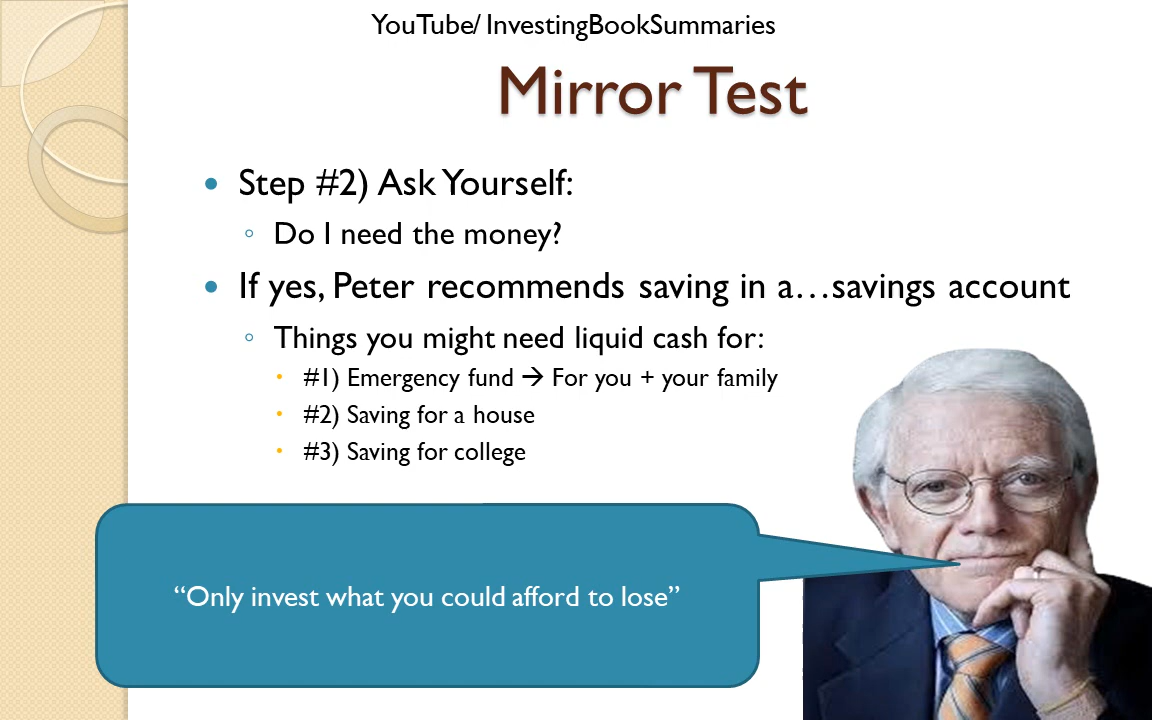 YouTube/ InvestingBookSummaries
Mirror Test
Step #2) Ask Yourself:
Do I need the money?
If yes, Peter recommends saving in a…savings account
Things you might need liquid cash for:
#1) Emergency fund → For you + your family
#2) Saving for a house
#3) Saving for college
“Only invest what you could afford to lose”